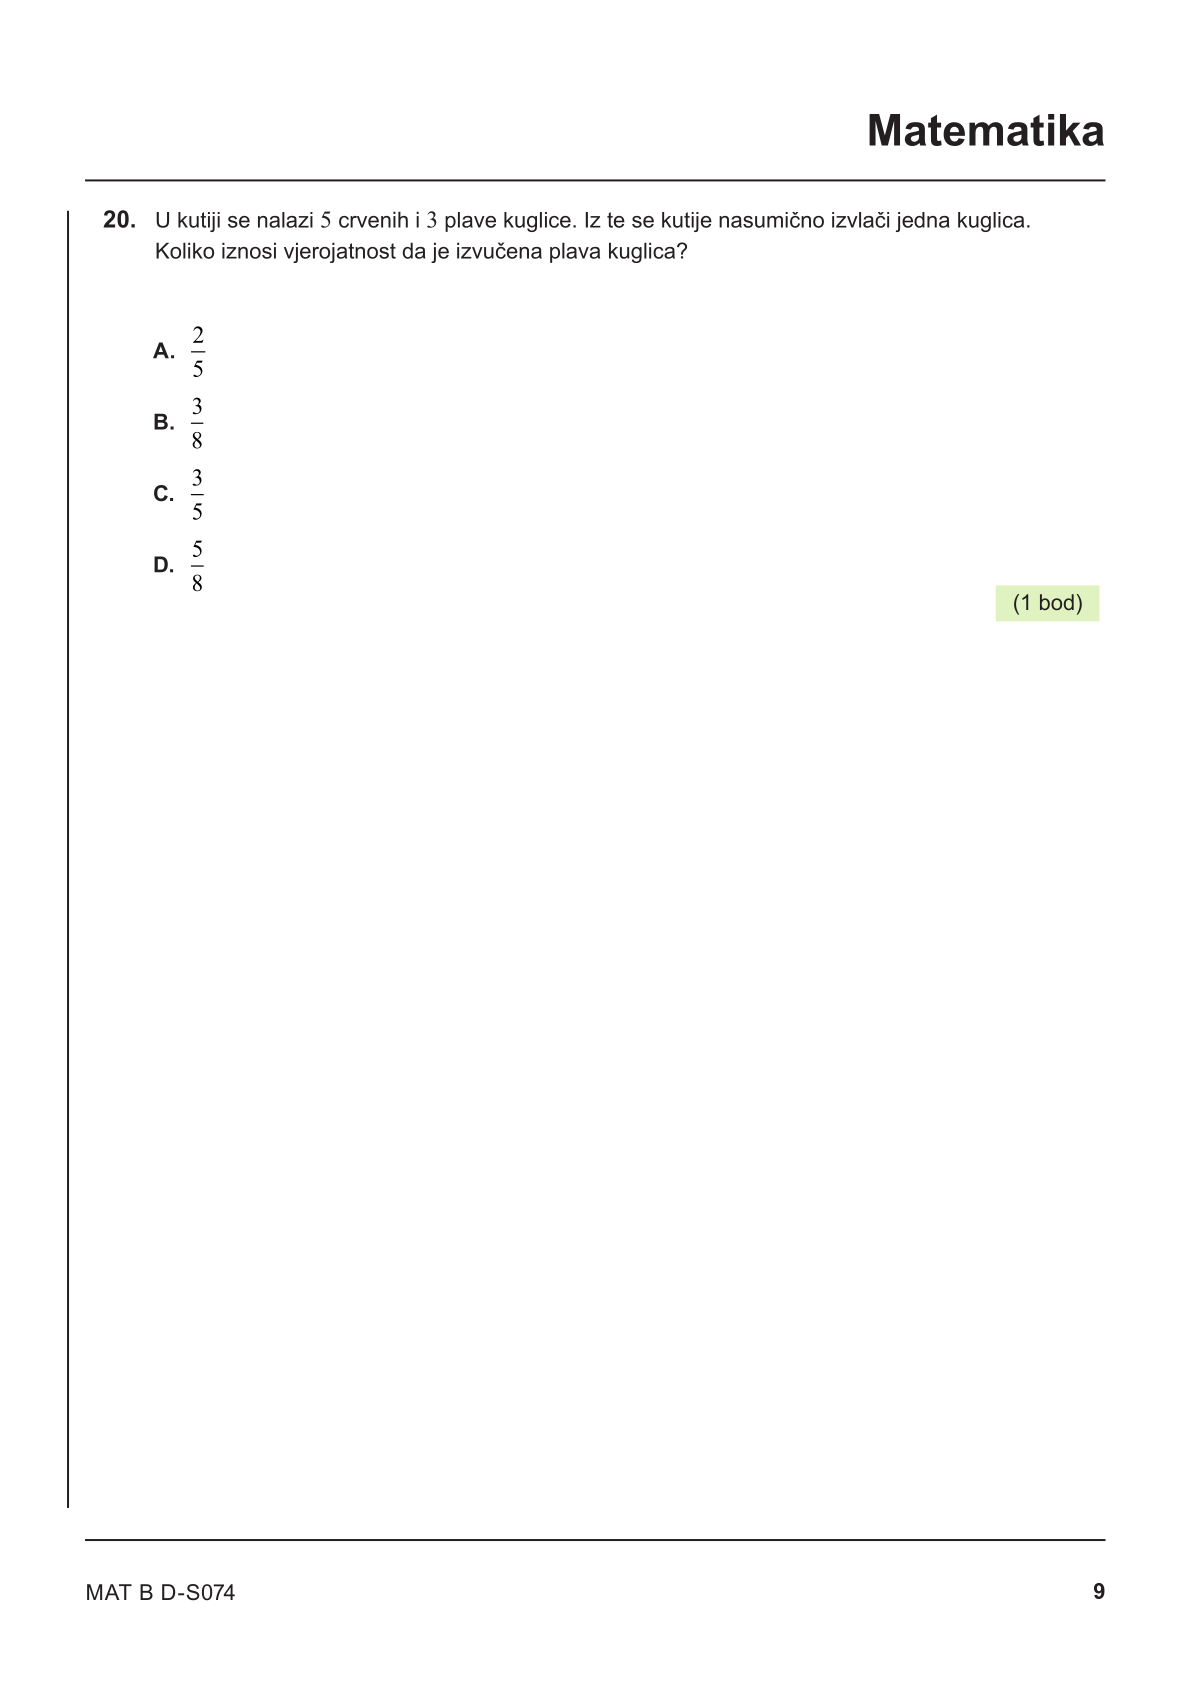 Matematika
20. U kutiji se nalazi 5 crvenih i 3 plave kuglice. Iz te se kutije nasumično izvlači jedna kuglica.
Koliko iznosi vjerojatnost da je izvučena plava kuglica?
A. 2/5
B. 3/8
C. 3/5
D. 5/8
(1 bod)
MAT B D-S074
9